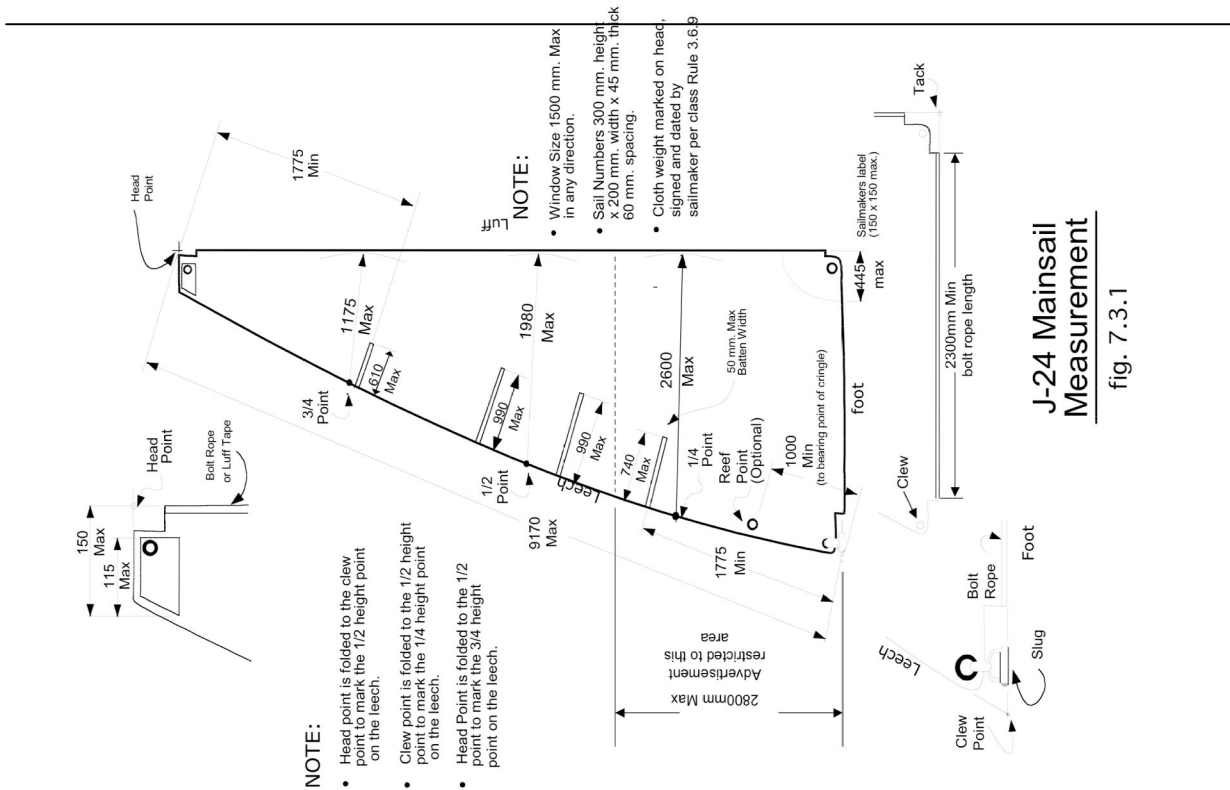 150
Max
115
Max
Head
Point
Bolt Rope
or Luff Tape
NOTE:
• Head point is folded to the clew
point to mark the 1/2 height point
on the leech.
• Clew point is folded to the 1/2 height
point to mark the 1/4 height point
on the leech.
• Head Point is folded to the 1/2
point to mark the 3/4 height
point on the leech.
Head
Point
1775
Min
9170
Max
3/4
Point
1175
Max
610
Max
1/2
Point
1980
Max
990
Max
990
Max
Leech
Luff
NOTE:
• Window Size 1500 mm. Max
in any direction.
• Sail Numbers 300 mm. height
x 200 mm. width x 45 mm. thick
60 mm. spacing.
• Cloth weight marked on head,
signed and dated by
sailmaker per class Rule 3.6.9
2600
Max
740
Max
50 mm. Max
Batten Width
1/4
Point
Reef
Point
(Optional)
1000
Min
(to bearing point of cringle)
1775
Min
445
max
Sailmakers label
(150 x 150 max.)
foot
2800mm Max
Advertisement
restricted to this
area
Tack
2300mm Min
bolt rope length
Clew
Bolt
Rope
Foot
Leech
Slug
Clew
Point
J-24 Mainsail
Measurement
fig. 7.3.1